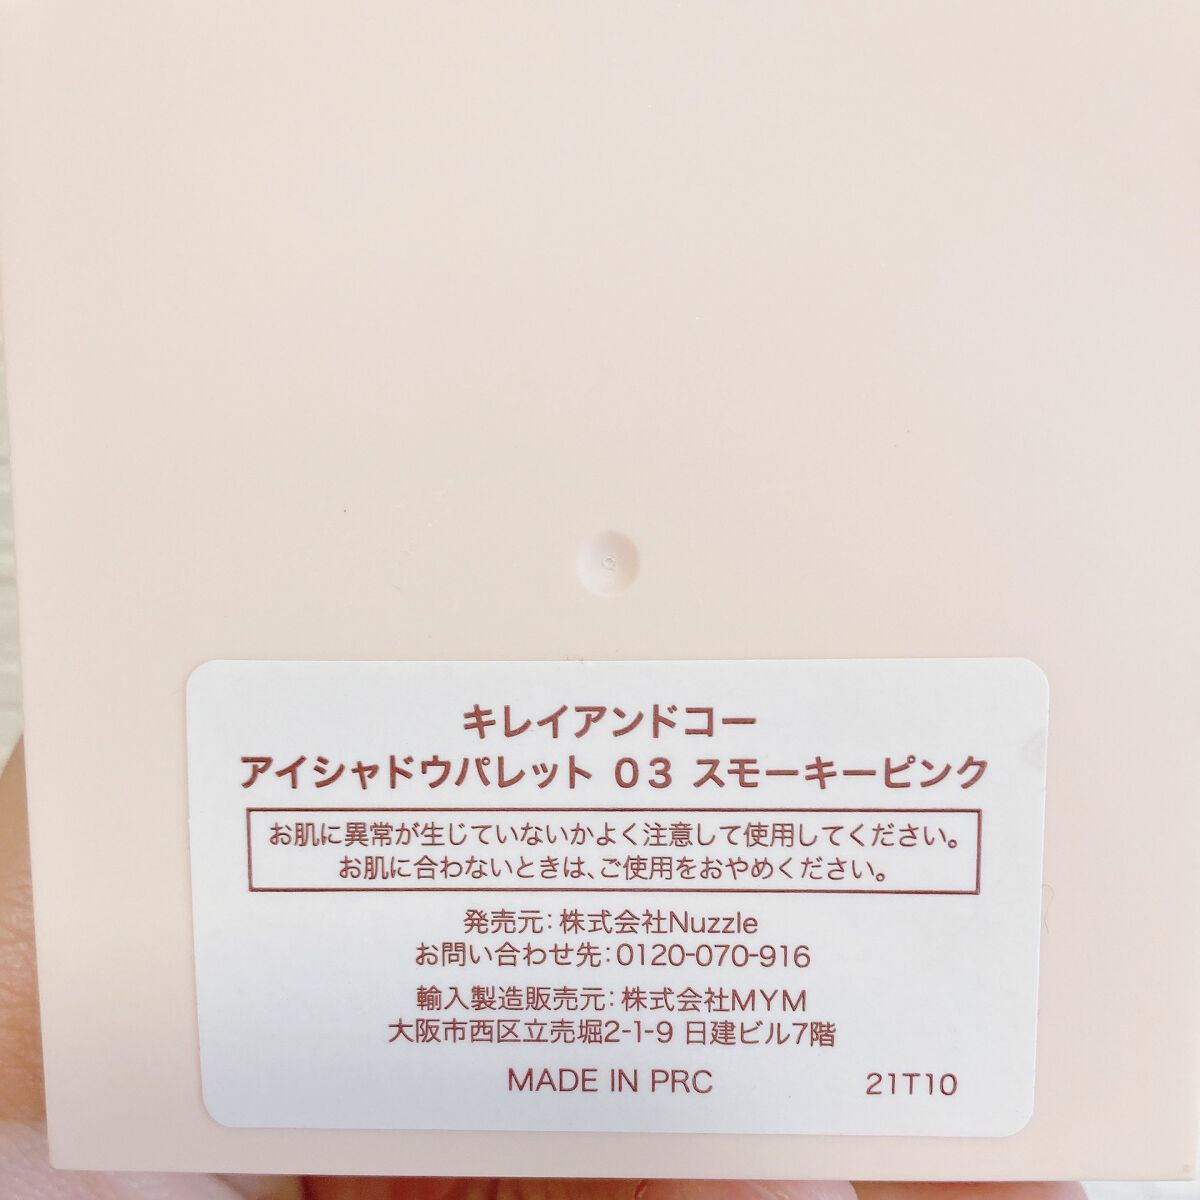 キレイアンドコー
アイシャドウパレット 03 スモーキーピンク
お肌に異常が生じていないかよく注意して使用してください。
お肌に合わないときは、ご使用をおやめください。
発売元：株式会社Nuzzle
お問い合わせ先：0120-070-916
輸入製造販売元：株式会社MYM
大阪市西区立売堀2-1-9 日建ビル7階
MADE IN PRC 21T10